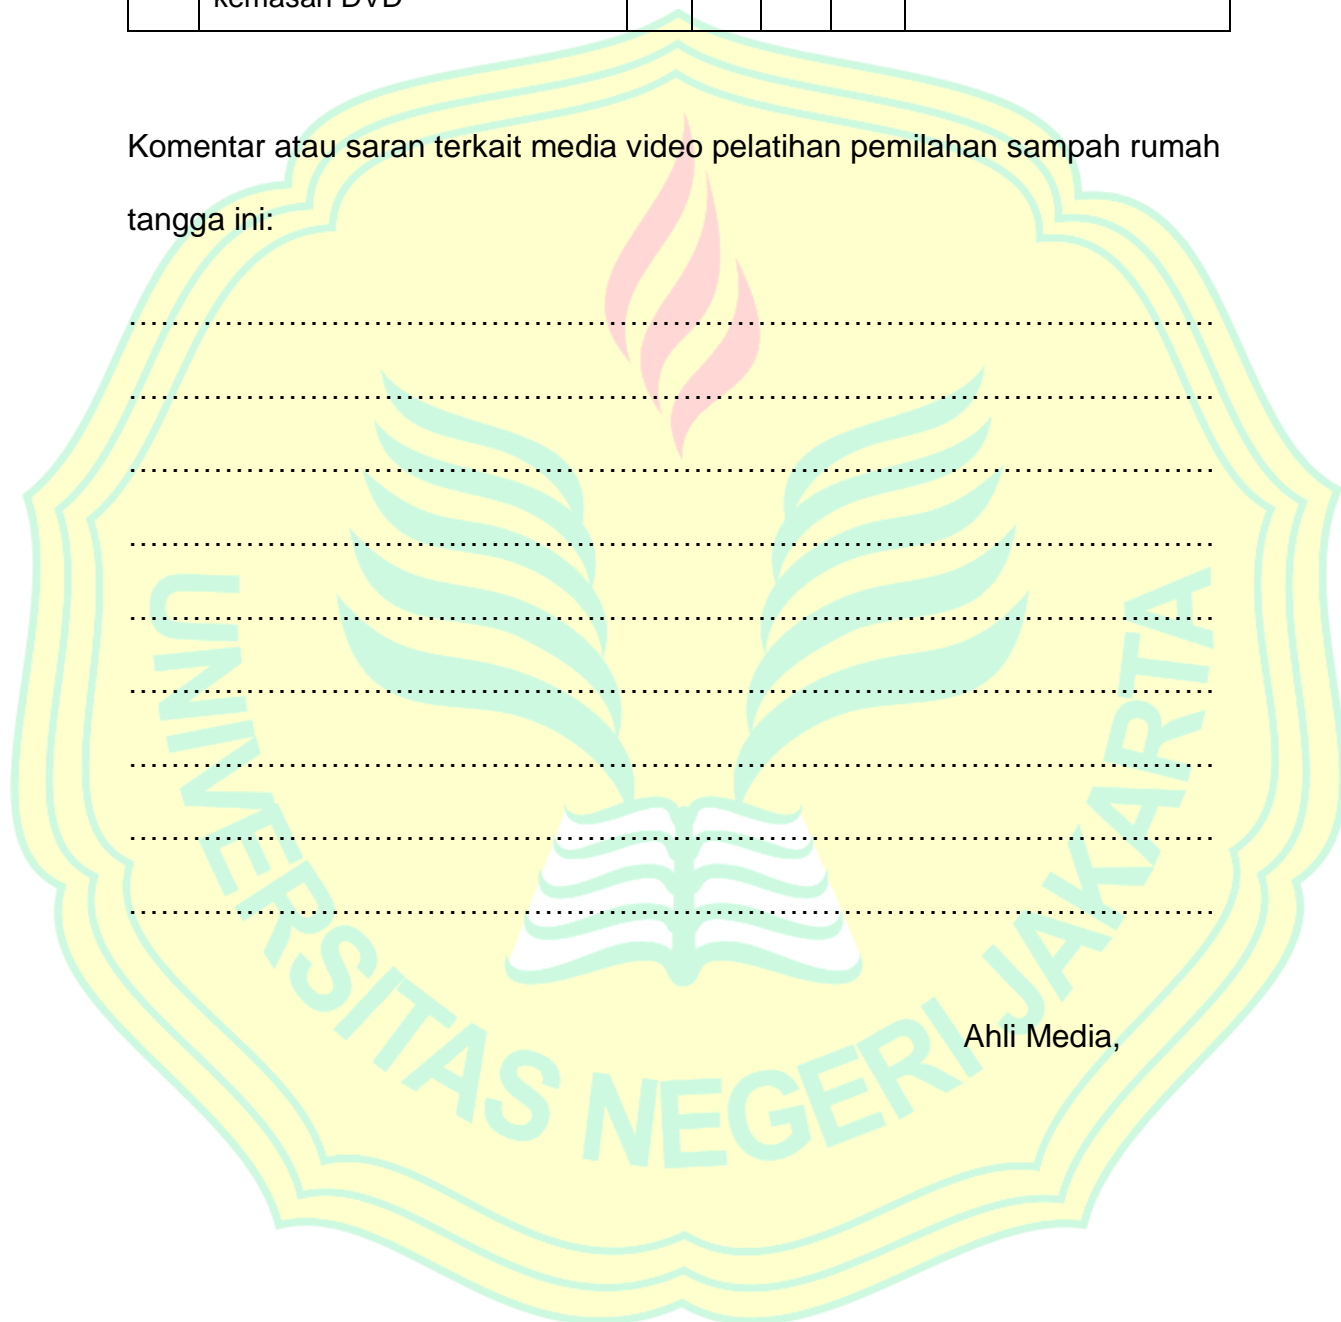 kemasan DVD
Komentar atau saran terkait media video pelatihan pemilahan sampah rumah
tangga ini:
………………………………………………………………………………………
………………………………………………………………………………………
………………………………………………………………………………………
………………………………………………………………………………………
………………………………………………………………………………………
………………………………………………………………………………………
………………………………………………………………………………………
………………………………………………………………………………………
………………………………………………………………………………………
Ahli Media,
UNIVERSITAS NEGERI JAKARTA